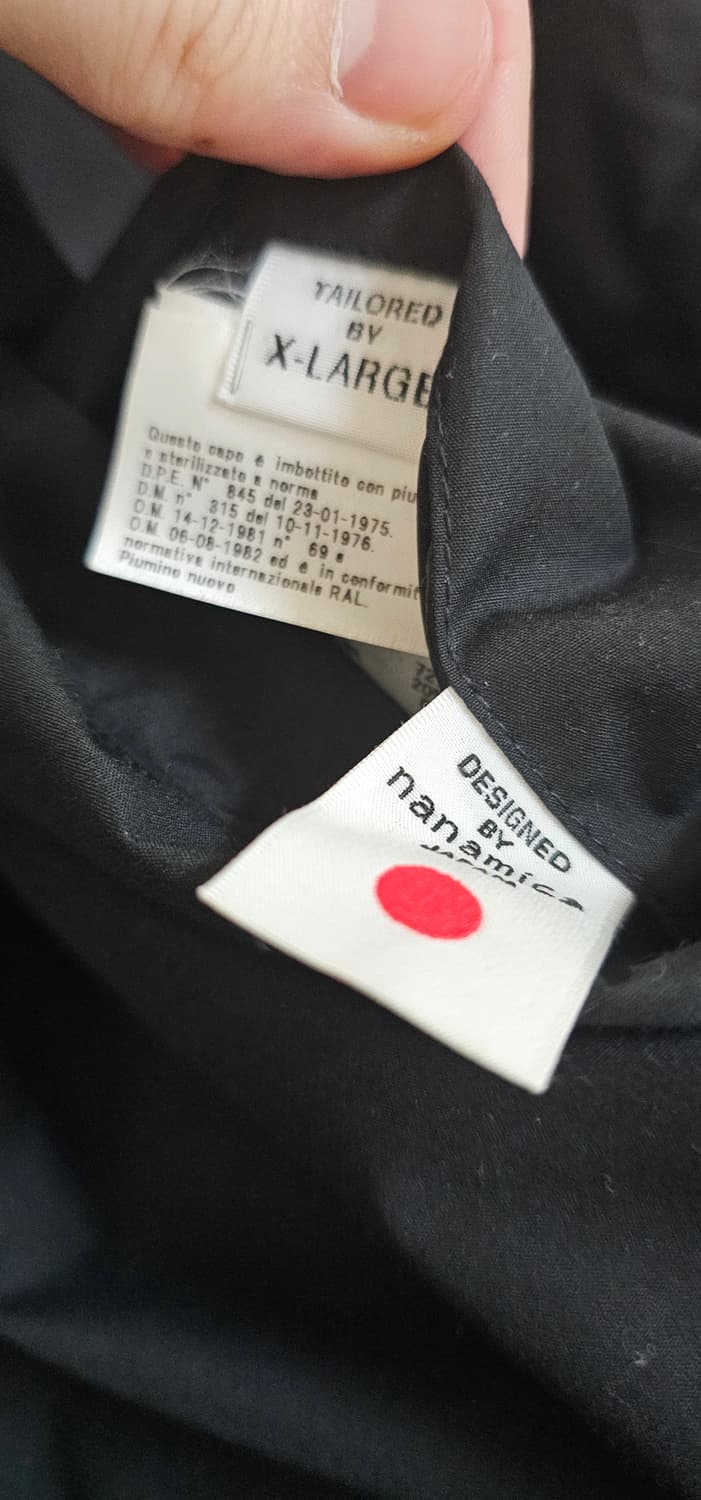 TAILORED
BY
X-LARGE
Questo capo è imbottito con piu
e sterilizzato a norma
D.P.E. N° 845 del 23-01-1975.
D.M. n° 315 del 10-11-1976.
D.M. 14-12-1981 n° 69 e
D.M. 06-08-1982 ed è in conformit
normative internazionale RAL.
Piumino nuovo
DESIGNED
BY
nanamica